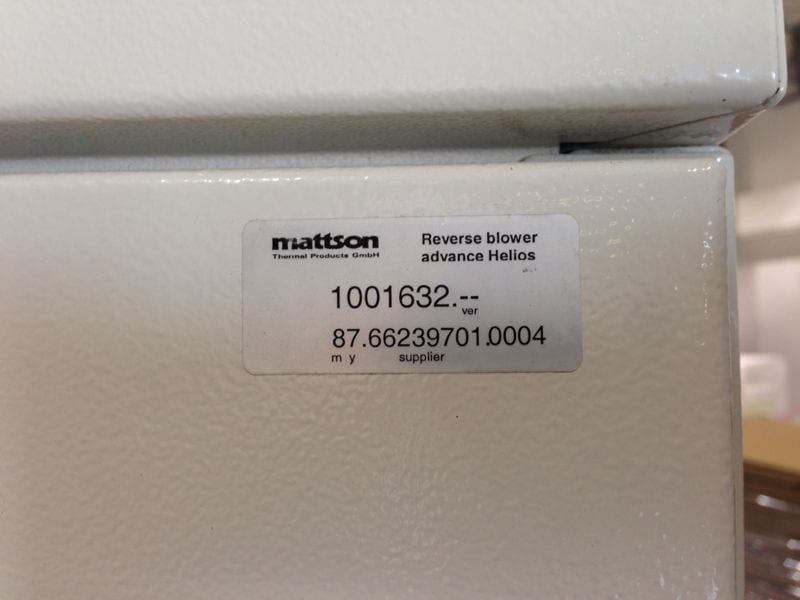 mattson
Thermal Products GmbH
Reverse blower
advance Helios
1001632.--
ver
87.66239701.0004
m y supplier